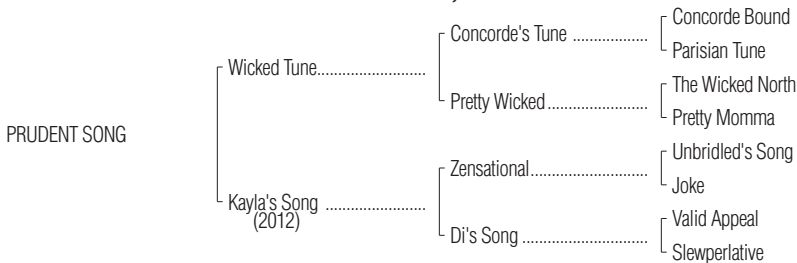 Concorde Bound
Concorde's Tune ..................
Parisian Tune
Wicked Tune..........................
The Wicked North
Pretty Wicked........................
Pretty Momma
PRUDENT SONG
Unbridled's Song
Zensational............................
Joke
Kayla's Song ........................
(2012)
Valid Appeal
Di's Song ..............................
Slewperlative